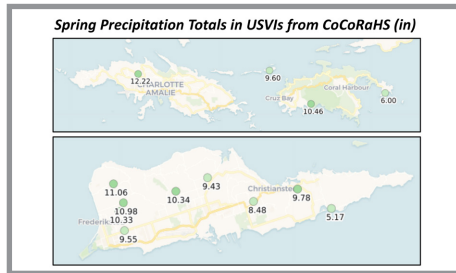 Spring Precipitation Totals in USVIs from CoCoRaHS (in)
12.22
CHARLOTTE
AMALIE
9.60
Cruz Bay
Coral Harbour
10.46
6.00
11.06
10.98
10.33
Frederik
9.55
10.34
9.43
Christianste
8.48
9.78
5.17